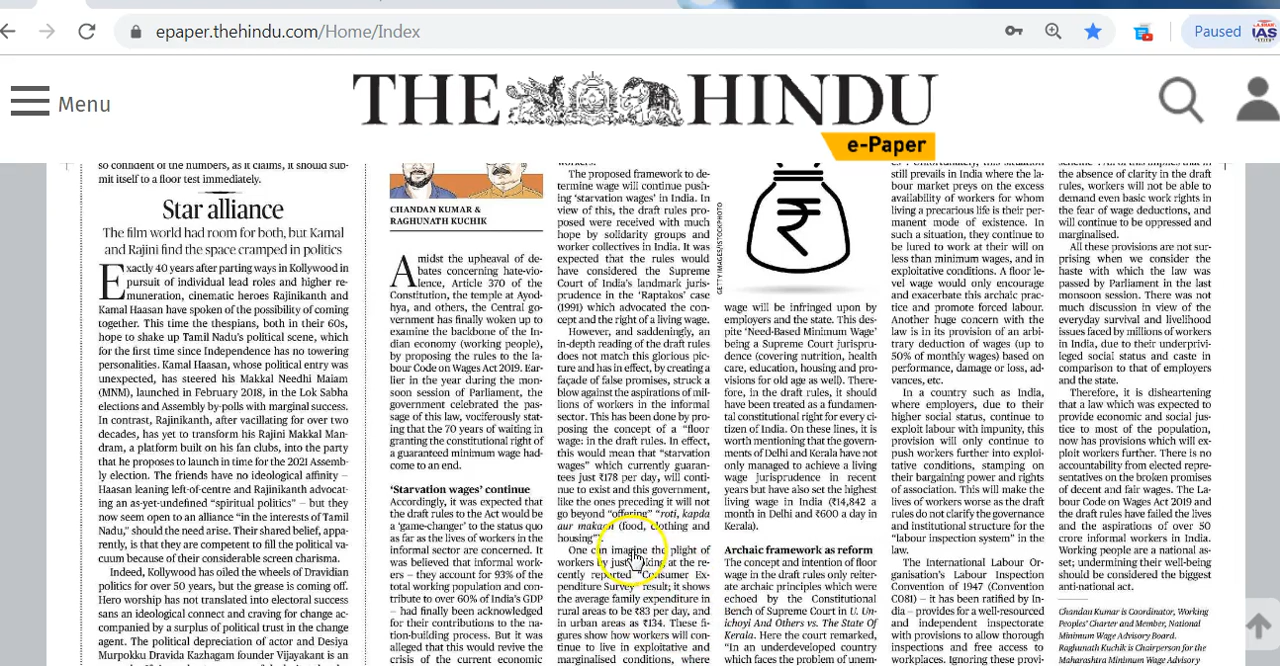 epaper.thehindu.com/Home/Index
Paused
IAS
Menu
THE HINDU
e-Paper
so confident of the numbers, as it claims, it should sub-
mit itself to a floor test immediately.
Star alliance
The film world had room for both, but Kamal
and Rajini find the space cramped in politics
Exactly 40 years after parting ways in Kollywood in
pursuit of individual lead roles and higher re-
muneration, cinematic heroes Rajinikanth and
Kamal Haasan have spoken of the possibility of coming
together. This time the thespians, both in their 60s,
hope to shake up Tamil Nadu's political scene, which
for the first time since Independence has no towering
personalities. Kamal Haasan, whose political entry was
unexpected, has steered his Makkal Needhi Maiam
(MNM), launched in February 2018, in the Lok Sabha
elections and Assembly by-polls with marginal success.
In contrast, Rajinikanth, after vacillating for over two
decades, has yet to transform his Rajini Makkal Man-
dram, a platform built on his fan clubs, into the party
that he proposes to launch in time for the 2021 Assemb-
ly election. The friends have no ideological affinity –
Haasan leaning left-of-centre and Rajinikanth advocat-
ing an as-yet-undefined “spiritual politics” – but they
now seem open to an alliance “in the interests of Tamil
Nadu,” should the need arise. Their shared belief, appa-
rently, is that they are competent to fill the political va-
cuum because of their considerable screen charisma.
Indeed, Kollywood has oiled the wheels of Dravidian
politics for over 50 years, but the grease is coming off.
Hero worship has not translated into electoral success
sans an ideological connect and craving for change ac-
companied by a surplus of political trust in the change
agent. The political depreciation of actor and Desiya
Murpokku Dravida Kazhagam founder Vijayakant is an
CHANDAN KUMAR &
RAGHUNATH KUCHIK
Amidst the upheaval of de-
bates concerning hate-vio-
lence, Article 370 of the
Constitution, the temple at Ayod-
hya, and others, the Central go-
vernment has finally woken up to
examine the backbone of the In-
dian economy (working people),
by proposing the rules to the la-
bour Code on Wages Act 2019. Ear-
lier in the year during the mon-
soon session of Parliament, the
government celebrated the pas-
sage of this law, vociferously stat-
ing that the 70 years of waiting in
granting the constitutional right of
a guaranteed minimum wage had-
come to an end.
‘Starvation wages’ continue
Accordingly, it was expected that
the draft rules to the Act would be
a ‘game-changer’ to the status quo
as far as the lives of workers in the
informal sector are concerned. It
was believed that informal work-
ers – they account for 93% of the
total working population and con-
tribute to over 60% of India's GDP
– had finally been acknowledged
for their contributions to the na-
tion-building process. But it was
alleged that this would revive the
crisis of the current economic
workers.
The proposed framework to de-
termine wage will continue push-
ing ‘starvation wages’ in India. In
view of this, the draft rules pro-
posed were received with much
hope by solidarity groups and
worker collectives in India. It was
expected that the rules would
have considered the Supreme
Court of India's landmark juris-
prudence in the ‘Raptakos’ case
(1991) which advocated the con-
cept and the right of a living wage.
However, and saddeningly, an
in-depth reading of the draft rules
does not match this glorious pic-
ture and has in effect, by creating a
façade of false promises, struck a
blow against the aspirations of mil-
lions of workers in the informal
sector. This has been done by pro-
posing the concept of a “floor
wage: in the draft rules. In effect,
this would mean that “starvation
wages” which currently guaran-
tees just ₹178 per day, will conti-
nue to exist and this government,
like the ones preceding it will not
go beyond “offering” “roti, kapda
aur maka clothing and
housing”
One can imagine the plight of
workers by just looking at the re-
cently reported Consumer Ex-
penditure Survey result; it shows
the average family expenditure in
rural areas to be ₹83 per day, and
in urban areas as ₹134. These fi-
gures show how workers will con-
tinue to live in exploitative and
marginalised conditions, where
GETTY IMAGES/ISTOCKPHOTO
wage will be infringed upon by
employers and the state. This des-
pite ‘Need-Based Minimum Wage’
being a Supreme Court jurispru-
dence (covering nutrition, health
care, education, housing and pro-
visions for old age as well). There-
fore, in the draft rules, it should
have been treated as a fundamen-
tal constitutional right for every ci-
tizen of India. On these lines, it is
worth mentioning that the govern-
ments of Delhi and Kerala have not
only managed to achieve a living
wage jurisprudence in recent
years but have also set the highest
living wage in India (₹14,842 a
month in Delhi and ₹600 a day in
Kerala).
Archaic framework as reform
The concept and intention of floor
wage in the draft rules only reiter-
ate archaic principles which were
echoed by the Constitutional
Bench of Supreme Court in U. Un-
ichoyi And Others vs. The State Of
Kerala. Here the court remarked,
“In an underdeveloped country
which faces the problem of unem-
es”. Unfortunately, this situation
still prevails in India where the la-
bour market preys on the excess
availability of workers for whom
living a precarious life is their per-
manent mode of existence. In
such a situation, they continue to
be lured to work at their will on
less than minimum wages, and in
exploitative conditions. A floor le-
vel wage would only encourage
and exacerbate this archaic prac-
tice and promote forced labour.
Another huge concern with the
law is in its provision of an arbi-
trary deduction of wages (up to
50% of monthly wages) based on
performance, damage or loss, ad-
vances, etc.
In a country such as India,
where employers, due to their
higher social status, continue to
exploit labour with impunity, this
provision will only continue to
push workers further into exploi-
tative conditions, stamping on
their bargaining power and rights
of association. This will make the
lives of workers worse as the draft
rules do not clarify the governance
and institutional structure for the
“labour inspection system” in the
law.
The International Labour Or-
ganisation's Labour Inspection
Convention of 1947 (Convention
C081) – it has been ratified by In-
dia – provides for a well-resourced
and independent inspectorate
with provisions to allow thorough
inspections and free access to
workplaces. Ignoring these provi-
scheme”. All of this implies that in
the absence of clarity in the draft
rules, workers will not be able to
demand even basic work rights in
the fear of wage deductions, and
will continue to be oppressed and
marginalised.
All these provisions are not sur-
prising when we consider the
haste with which the law was
passed by Parliament in the last
monsoon session. There was not
much discussion in view of the
everyday survival and livelihood
issues faced by millions of workers
in India, due to their underprivi-
leged social status and caste in
comparison to that of employers
and the state.
Therefore, it is disheartening
that a law which was expected to
provide economic and social jus-
tice to most of the population,
now has provisions which will ex-
ploit workers further. There is no
accountability from elected repre-
sentatives on the broken promises
of decent and fair wages. The La-
bour Code on Wages Act 2019 and
the draft rules have failed the lives
and the aspirations of over 50
crore informal workers in India.
Working people are a national as-
set; undermining their well-being
should be considered the biggest
anti-national act.
Chandan Kumar is Coordinator, Working
Peoples' Charter and Member, National
Minimum Wage Advisory Board.
Raghunath Kuchik is Chairperson for the
Maharashtra Minimum Wage Advisory